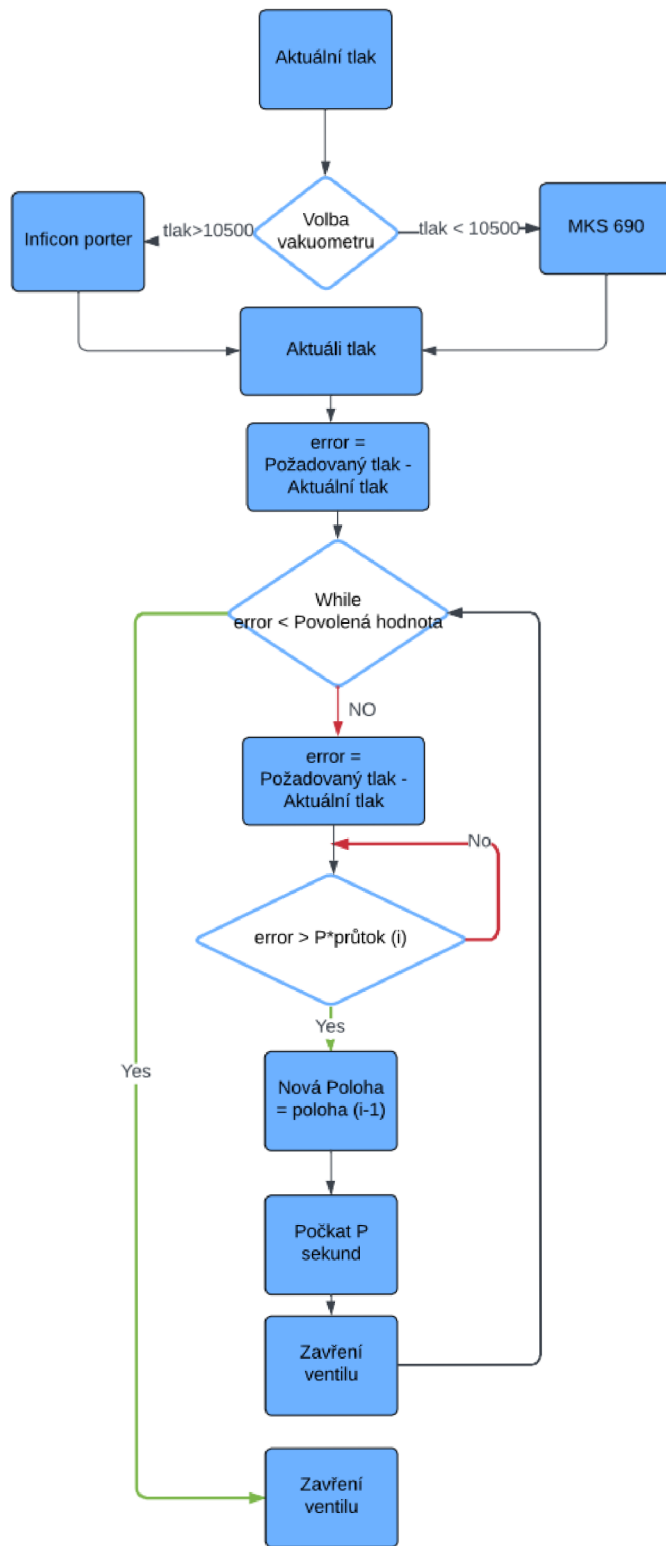 Aktuální tlak
Volba
vakuometru
tlak>10500
tlak < 10500
Inficon porter
MKS 690
Aktuáli tlak
error =
Požadovaný tlak -
Aktuální tlak
While
error < Povolená hodnota
NO
error =
Požadovaný tlak -
Aktuální tlak
No
error > P*průtok (i)
Yes
Yes
Nová Poloha
= poloha (i-1)
Počkat P
sekund
Zavření
ventilu
Zavření
ventilu